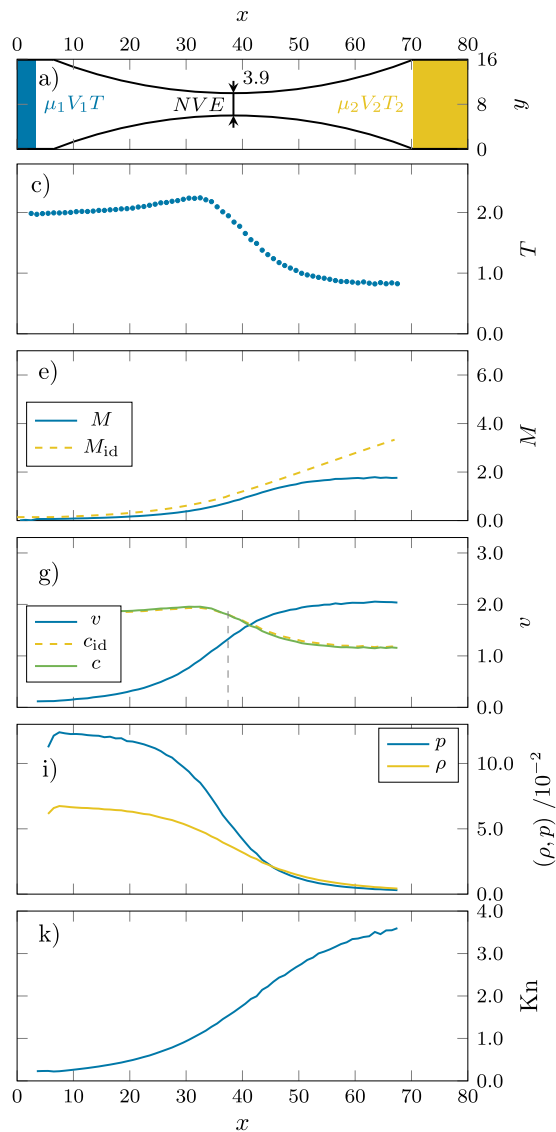 x
0 10 20 30 40 50 60 70 80
a) 3.9 16
μ₁V₁T NVE μ₂V₂T₂ 8 y
0
c) 2.0
1.0 T
0.0
e) 6.0
M 4.0 M
M_id 2.0
0.0
g) 3.0
v 2.0 v
c_id 1.0
c
0.0
p 10.0
ρ
i) 5.0 (ρ, p) /10⁻²
0.0
k) 4.0
3.0
2.0 Kn
1.0
0.0
0 10 20 30 40 50 60 70 80
x